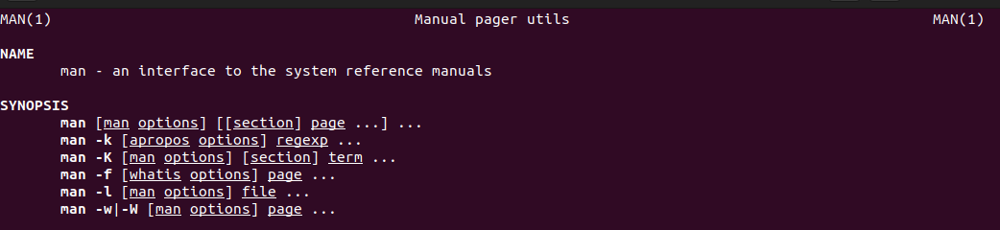 MAN(1) Manual pager utils MAN(1)
NAME
man - an interface to the system reference manuals
SYNOPSIS
man [man options] [[section] page ...] ...
man -k [apropos options] regexp ...
man -K [man options] [section] term ...
man -f [whatis options] page ...
man -l [man options] file ...
man -w|-W [man options] page ...